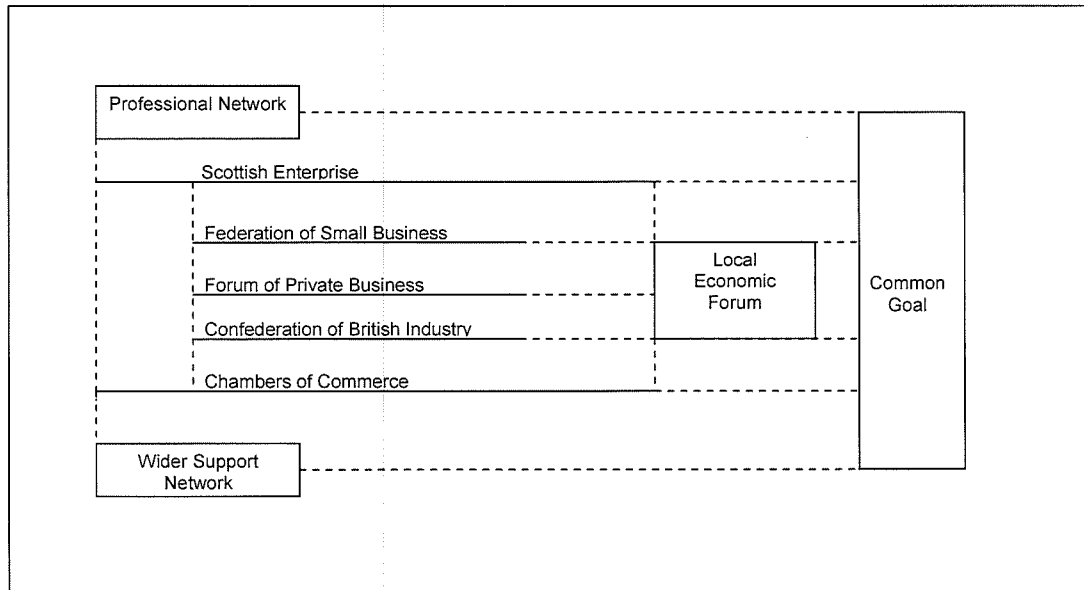 Professional Network
Scottish Enterprise
Federation of Small Business
Local
Economic
Forum
Forum of Private Business
Common
Goal
Confederation of British Industry
Chambers of Commerce
Wider Support
Network